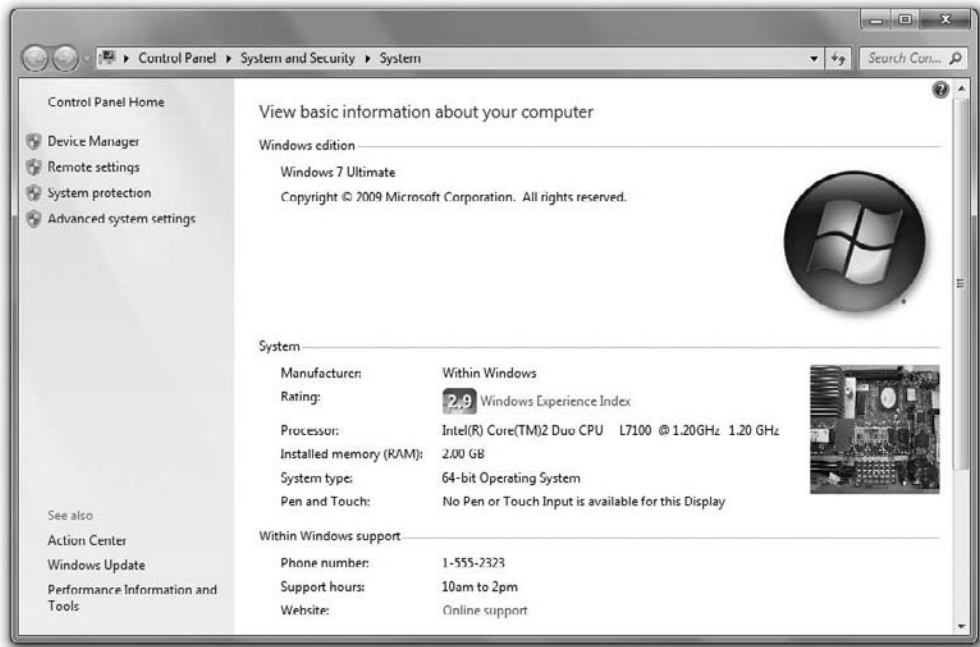 Control Panel ▸ System and Security ▸ System
Search Con...
Control Panel Home
Device Manager
Remote settings
System protection
Advanced system settings
See also
Action Center
Windows Update
Performance Information and
Tools
View basic information about your computer
Windows edition
Windows 7 Ultimate
Copyright © 2009 Microsoft Corporation. All rights reserved.
System
Manufacturer: Within Windows
Rating: 2.9 Windows Experience Index
Processor: Intel(R) Core(TM)2 Duo CPU L7100 @ 1.20GHz 1.20 GHz
Installed memory (RAM): 2.00 GB
System type: 64-bit Operating System
Pen and Touch: No Pen or Touch Input is available for this Display
Within Windows support
Phone number: 1-555-2323
Support hours: 10am to 2pm
Website: Online support